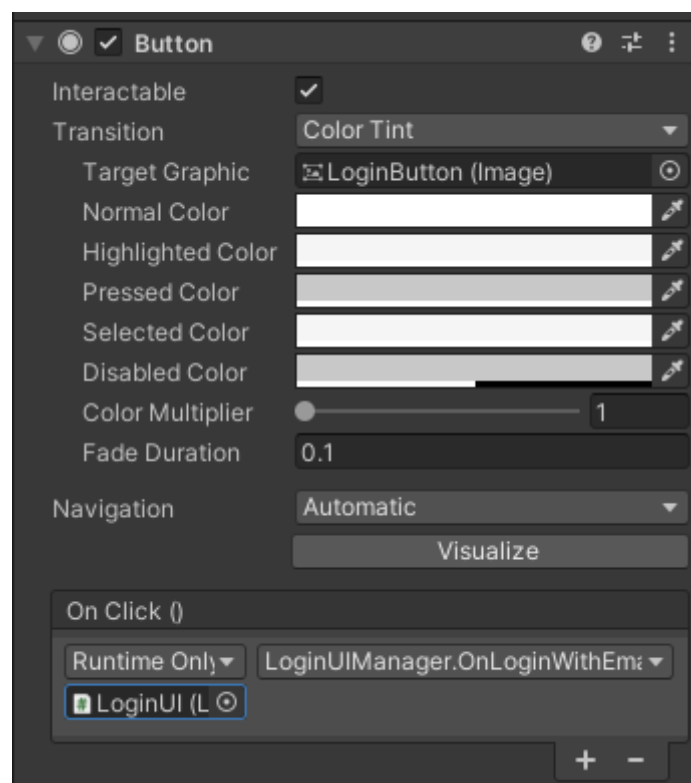 Button
Interactable
Transition Color Tint
Target Graphic LoginButton (Image)
Normal Color
Highlighted Color
Pressed Color
Selected Color
Disabled Color
Color Multiplier 1
Fade Duration 0.1
Navigation Automatic
Visualize
On Click ()
Runtime Only LoginUIManager.OnLoginWithEma
LoginUI (L
+ −